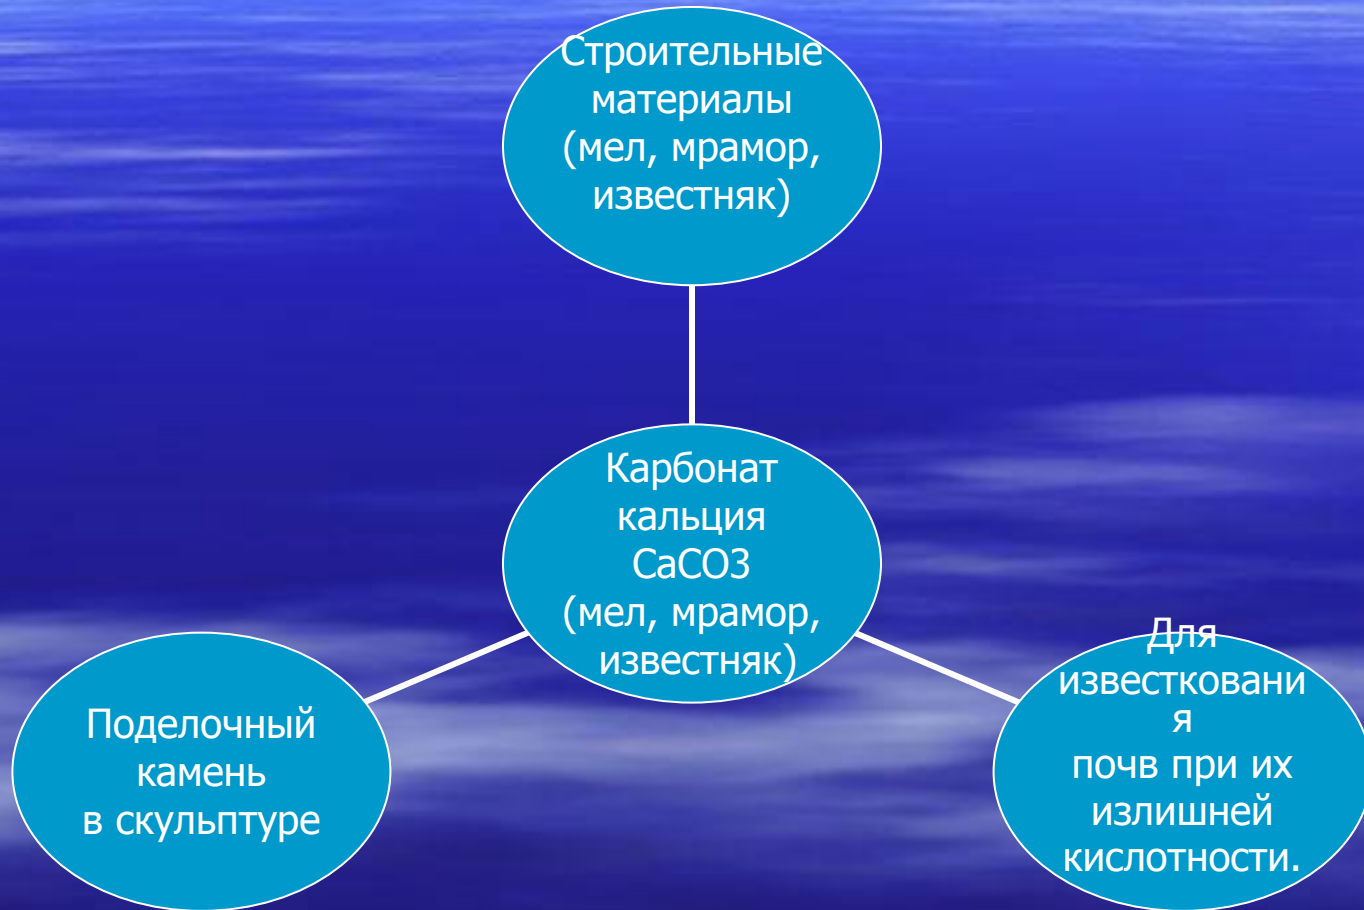 Строительные
материалы
(мел, мрамор,
известняк)
Карбонат
кальция
CaCO3
(мел, мрамор,
известняк)
Поделочный
камень
в скульптуре
Для
известковани
я
почв при их
излишней
кислотности.